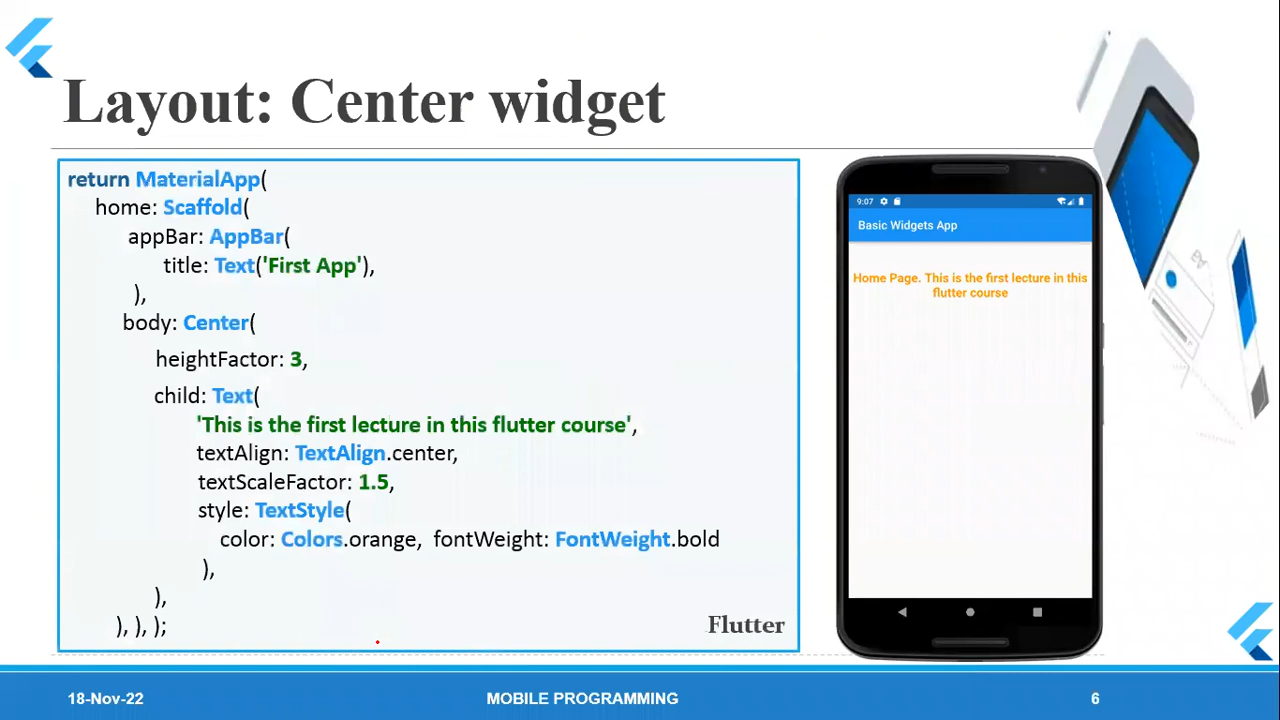 Layout: Center widget
return MaterialApp(
home: Scaffold(
appBar: AppBar(
title: Text('First App'),
),
body: Center(
heightFactor: 3,
child: Text(
'This is the first lecture in this flutter course',
textAlign: TextAlign.center,
textScaleFactor: 1.5,
style: TextStyle(
color: Colors.orange, fontWeight: FontWeight.bold
),
),
), ), );
Flutter
9:07
Basic Widgets App
Home Page. This is the first lecture in this
flutter course
18-Nov-22
MOBILE PROGRAMMING
6